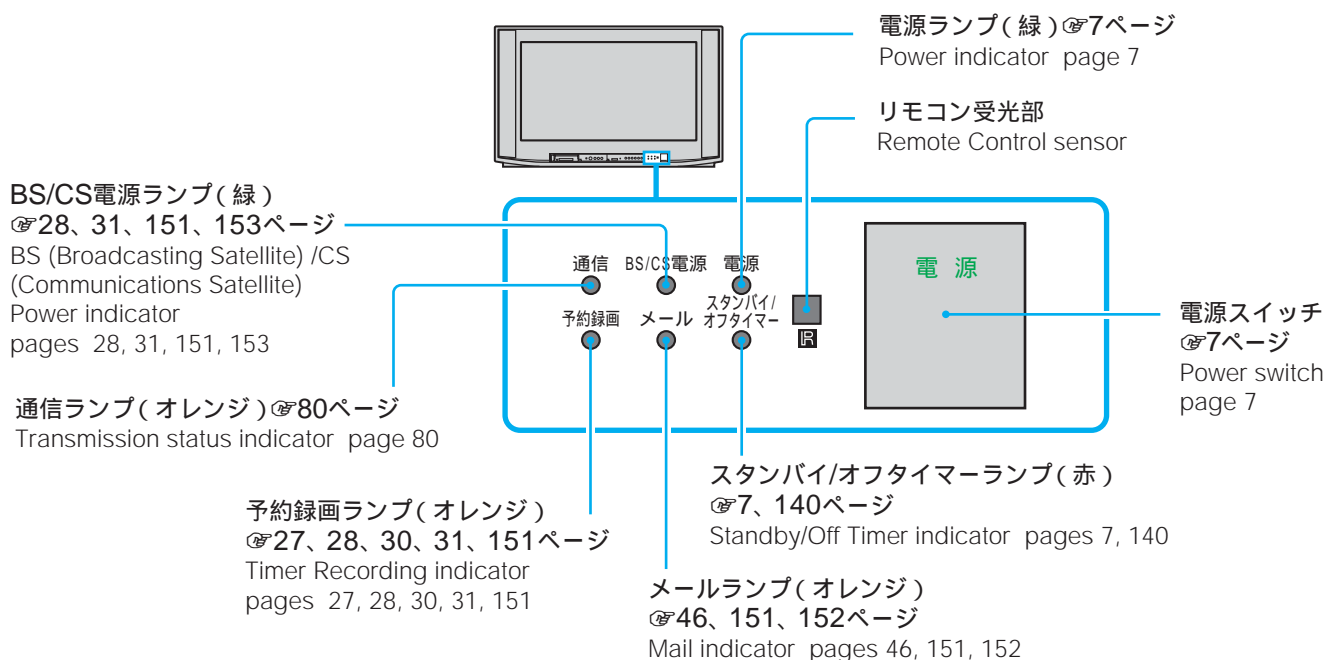 電源ランプ(緑)☞7ページ
Power indicator page 7
リモコン受光部
Remote Control sensor
BS/CS電源ランプ(緑)
☞28、31、151、153ページ
BS (Broadcasting Satellite) /CS
(Communications Satellite)
Power indicator
pages 28, 31, 151, 153
通信 BS/CS電源 電源
予約録画 メール スタンバイ/
オフタイマー
電源
電源スイッチ
☞7ページ
Power switch
page 7
通信ランプ(オレンジ)☞80ページ
Transmission status indicator page 80
スタンバイ/オフタイマーランプ(赤)
☞7、140ページ
Standby/Off Timer indicator pages 7, 140
予約録画ランプ(オレンジ)
☞27、28、30、31、151ページ
Timer Recording indicator
pages 27, 28, 30, 31, 151
メールランプ(オレンジ)
☞46、151、152ページ
Mail indicator pages 46, 151, 152